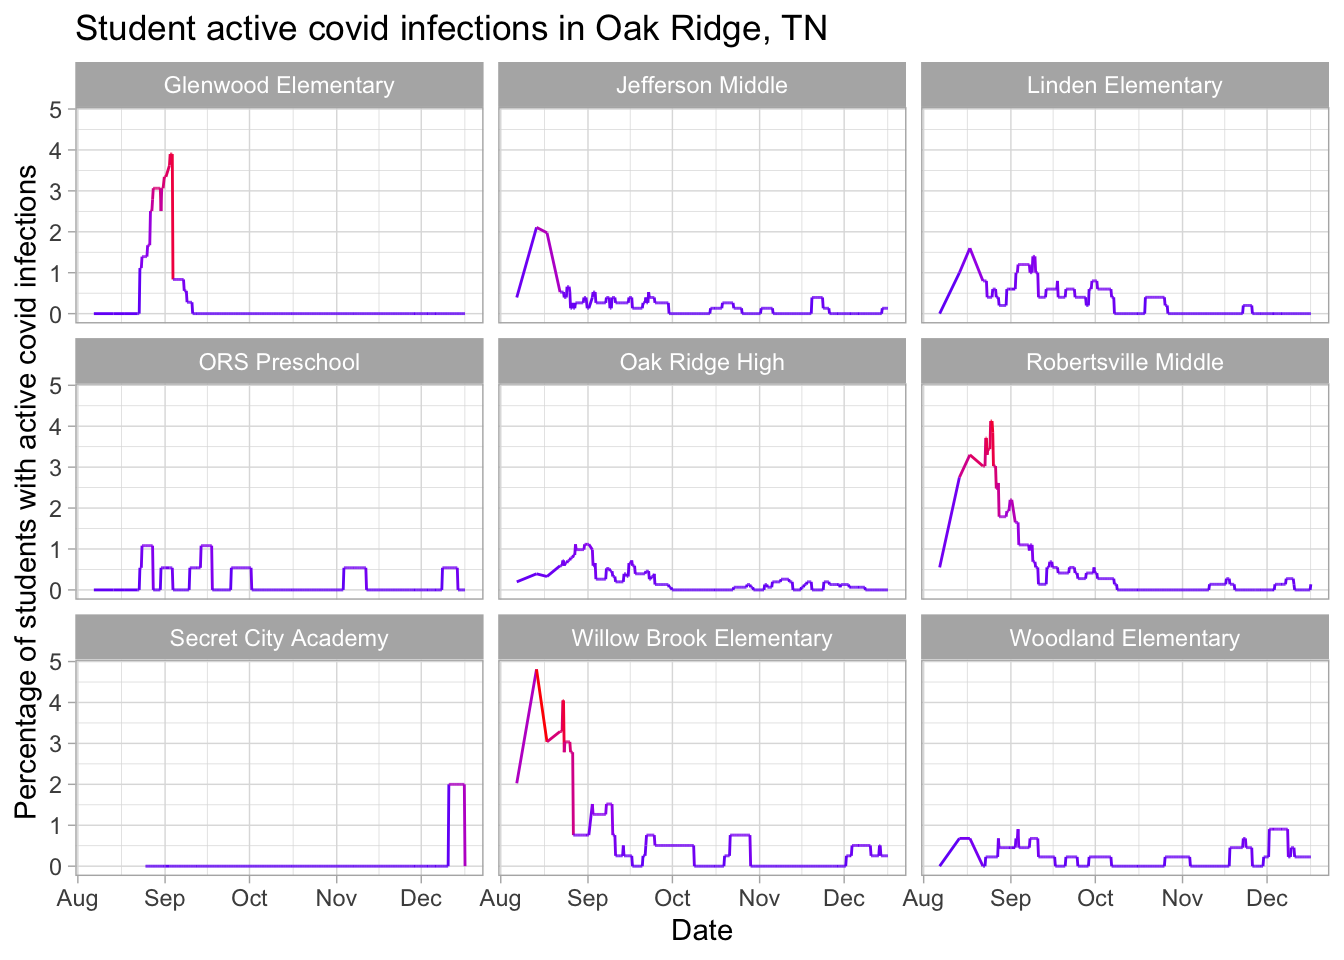 Student active covid infections in Oak Ridge, TN
Glenwood Elementary
Jefferson Middle
Linden Elementary
5
4
3
2
1
0
ORS Preschool
Oak Ridge High
Robertsville Middle
5
4
3
2
1
0
Secret City Academy
Willow Brook Elementary
Woodland Elementary
5
4
3
2
1
0
Aug Sep Oct Nov Dec
Aug Sep Oct Nov Dec
Aug Sep Oct Nov Dec
Date
Percentage of students with active covid infections